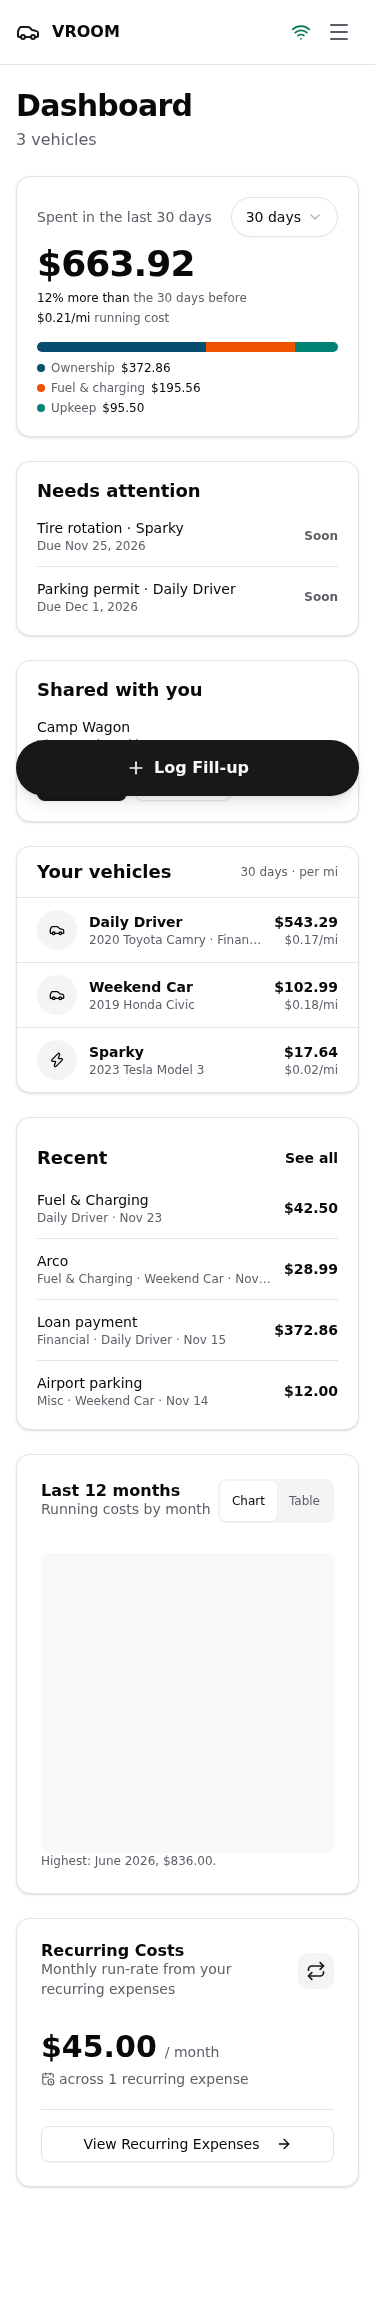 VROOM
Dashboard
3 vehicles
Spent in the last 30 days
30 days
$663.92
12% more than the 30 days before
$0.21/mi running cost
Ownership $372.86
Fuel & charging $195.56
Upkeep $95.50
Needs attention
Tire rotation · Sparky
Due Nov 25, 2026
Soon
Parking permit · Daily Driver
Due Dec 1, 2026
Soon
Shared with you
Camp Wagon
Log Fill-up
Your vehicles
30 days · per mi
Daily Driver
$543.29
2020 Toyota Camry · Finan…
$0.17/mi
Weekend Car
$102.99
2019 Honda Civic
$0.18/mi
Sparky
$17.64
2023 Tesla Model 3
$0.02/mi
Recent
See all
Fuel & Charging
Daily Driver · Nov 23
$42.50
Arco
Fuel & Charging · Weekend Car · Nov…
$28.99
Loan payment
Financial · Daily Driver · Nov 15
$372.86
Airport parking
Misc · Weekend Car · Nov 14
$12.00
Last 12 months
Running costs by month
Chart
Table
Highest: June 2026, $836.00.
Recurring Costs
Monthly run-rate from your
recurring expenses
$45.00 / month
across 1 recurring expense
View Recurring Expenses